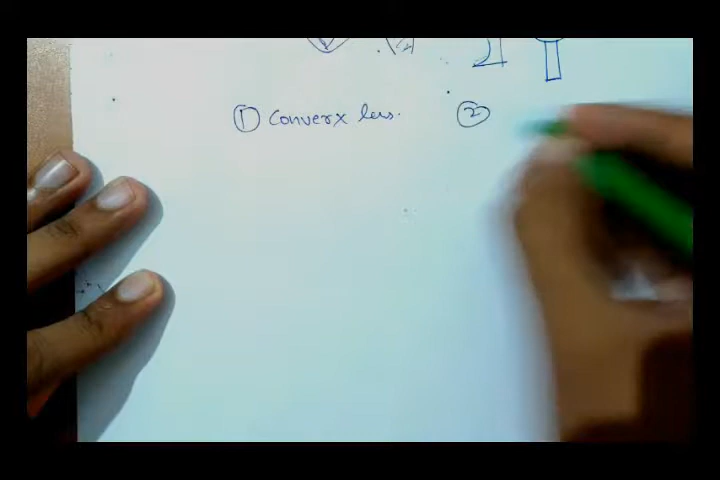 ① Converx lens. ②